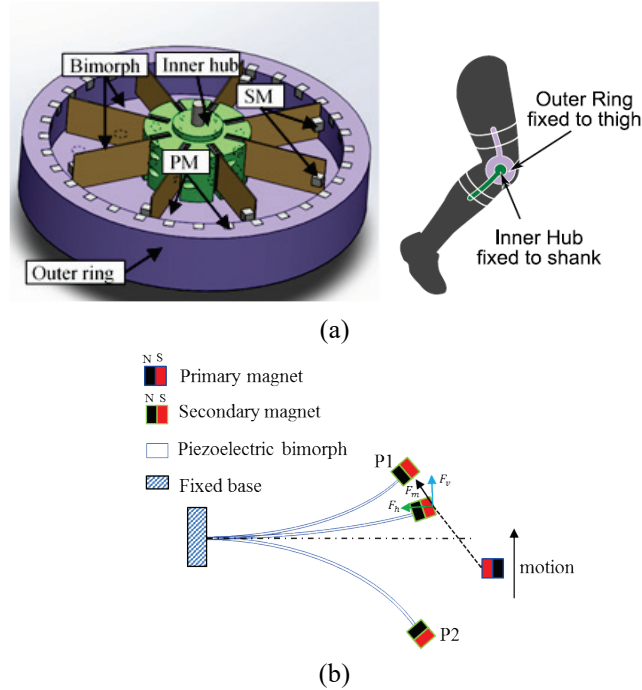 Bimorph
Inner hub
SM
PM
Outer ring
Outer Ring
fixed to thigh
Inner Hub
fixed to shank
(a)
N S
Primary magnet
N S
Secondary magnet
Piezoelectric bimorph
Fixed base
P1
Fv
Fm
Fh
motion
P2
(b)